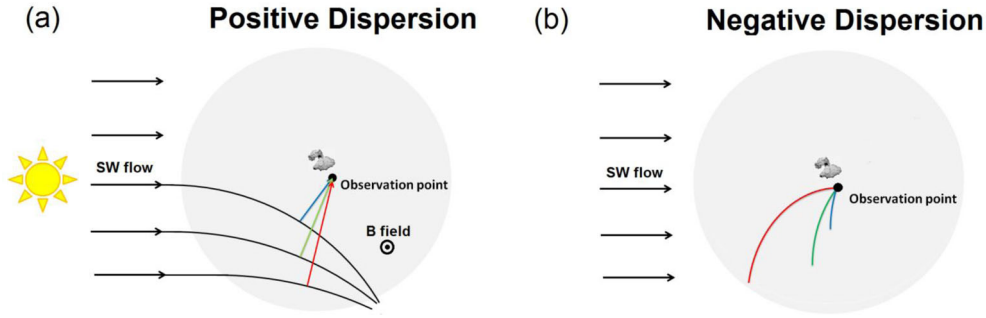 (a)
Positive Dispersion
SW flow
Observation point
B field
(b)
Negative Dispersion
SW flow
Observation point